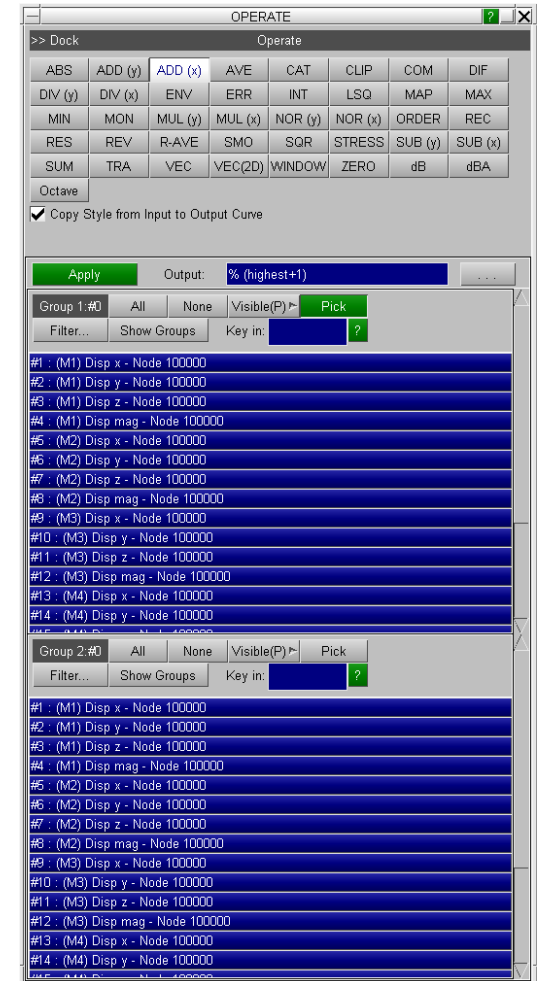 OPERATE ? X
>> Dock Operate
ABS ADD (y) ADD (x) AVE CAT CLIP COM DIF
DIV (y) DIV (x) ENV ERR INT LSQ MAP MAX
MIN MON MUL (y) MUL (x) NOR (y) NOR (x) ORDER REC
RES REV R-AVE SMO SQR STRESS SUB (y) SUB (x)
SUM TRA VEC VEC(2D) WINDOW ZERO dB dBA
Octave
Copy Style from Input to Output Curve
Apply Output: % (highest+1) ...
Group 1:#0 All None Visible(P) Pick
Filter... Show Groups Key in: ?
#1 : (M1) Disp x - Node 100000
#2 : (M1) Disp y - Node 100000
#3 : (M1) Disp z - Node 100000
#4 : (M1) Disp mag - Node 100000
#5 : (M2) Disp x - Node 100000
#6 : (M2) Disp y - Node 100000
#7 : (M2) Disp z - Node 100000
#8 : (M2) Disp mag - Node 100000
#9 : (M3) Disp x - Node 100000
#10 : (M3) Disp y - Node 100000
#11 : (M3) Disp z - Node 100000
#12 : (M3) Disp mag - Node 100000
#13 : (M4) Disp x - Node 100000
#14 : (M4) Disp y - Node 100000
Group 2:#0 All None Visible(P) Pick
Filter... Show Groups Key in: ?
#1 : (M1) Disp x - Node 100000
#2 : (M1) Disp y - Node 100000
#3 : (M1) Disp z - Node 100000
#4 : (M1) Disp mag - Node 100000
#5 : (M2) Disp x - Node 100000
#6 : (M2) Disp y - Node 100000
#7 : (M2) Disp z - Node 100000
#8 : (M2) Disp mag - Node 100000
#9 : (M3) Disp x - Node 100000
#10 : (M3) Disp y - Node 100000
#11 : (M3) Disp z - Node 100000
#12 : (M3) Disp mag - Node 100000
#13 : (M4) Disp x - Node 100000
#14 : (M4) Disp y - Node 100000